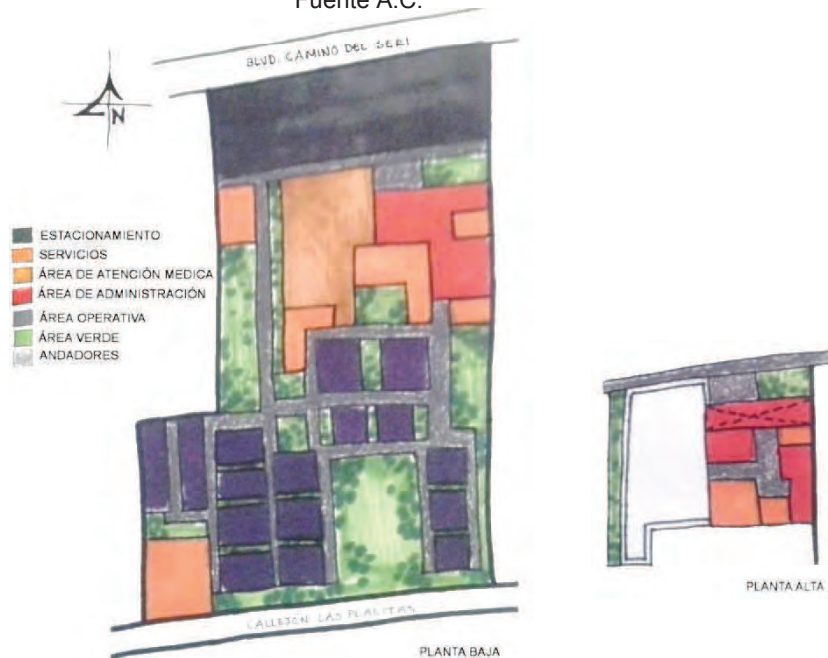 Fuente A.C.
BLVD. CAMINO DEL SERI
N
ESTACIONAMIENTO
SERVICIOS
ÁREA DE ATENCIÓN MEDICA
ÁREA DE ADMINISTRACIÓN
ÁREA OPERATIVA
ÁREA VERDE
ANDADORES
PLANTA ALTA
CALLEJON LAS PLACITAS
PLANTA BAJA